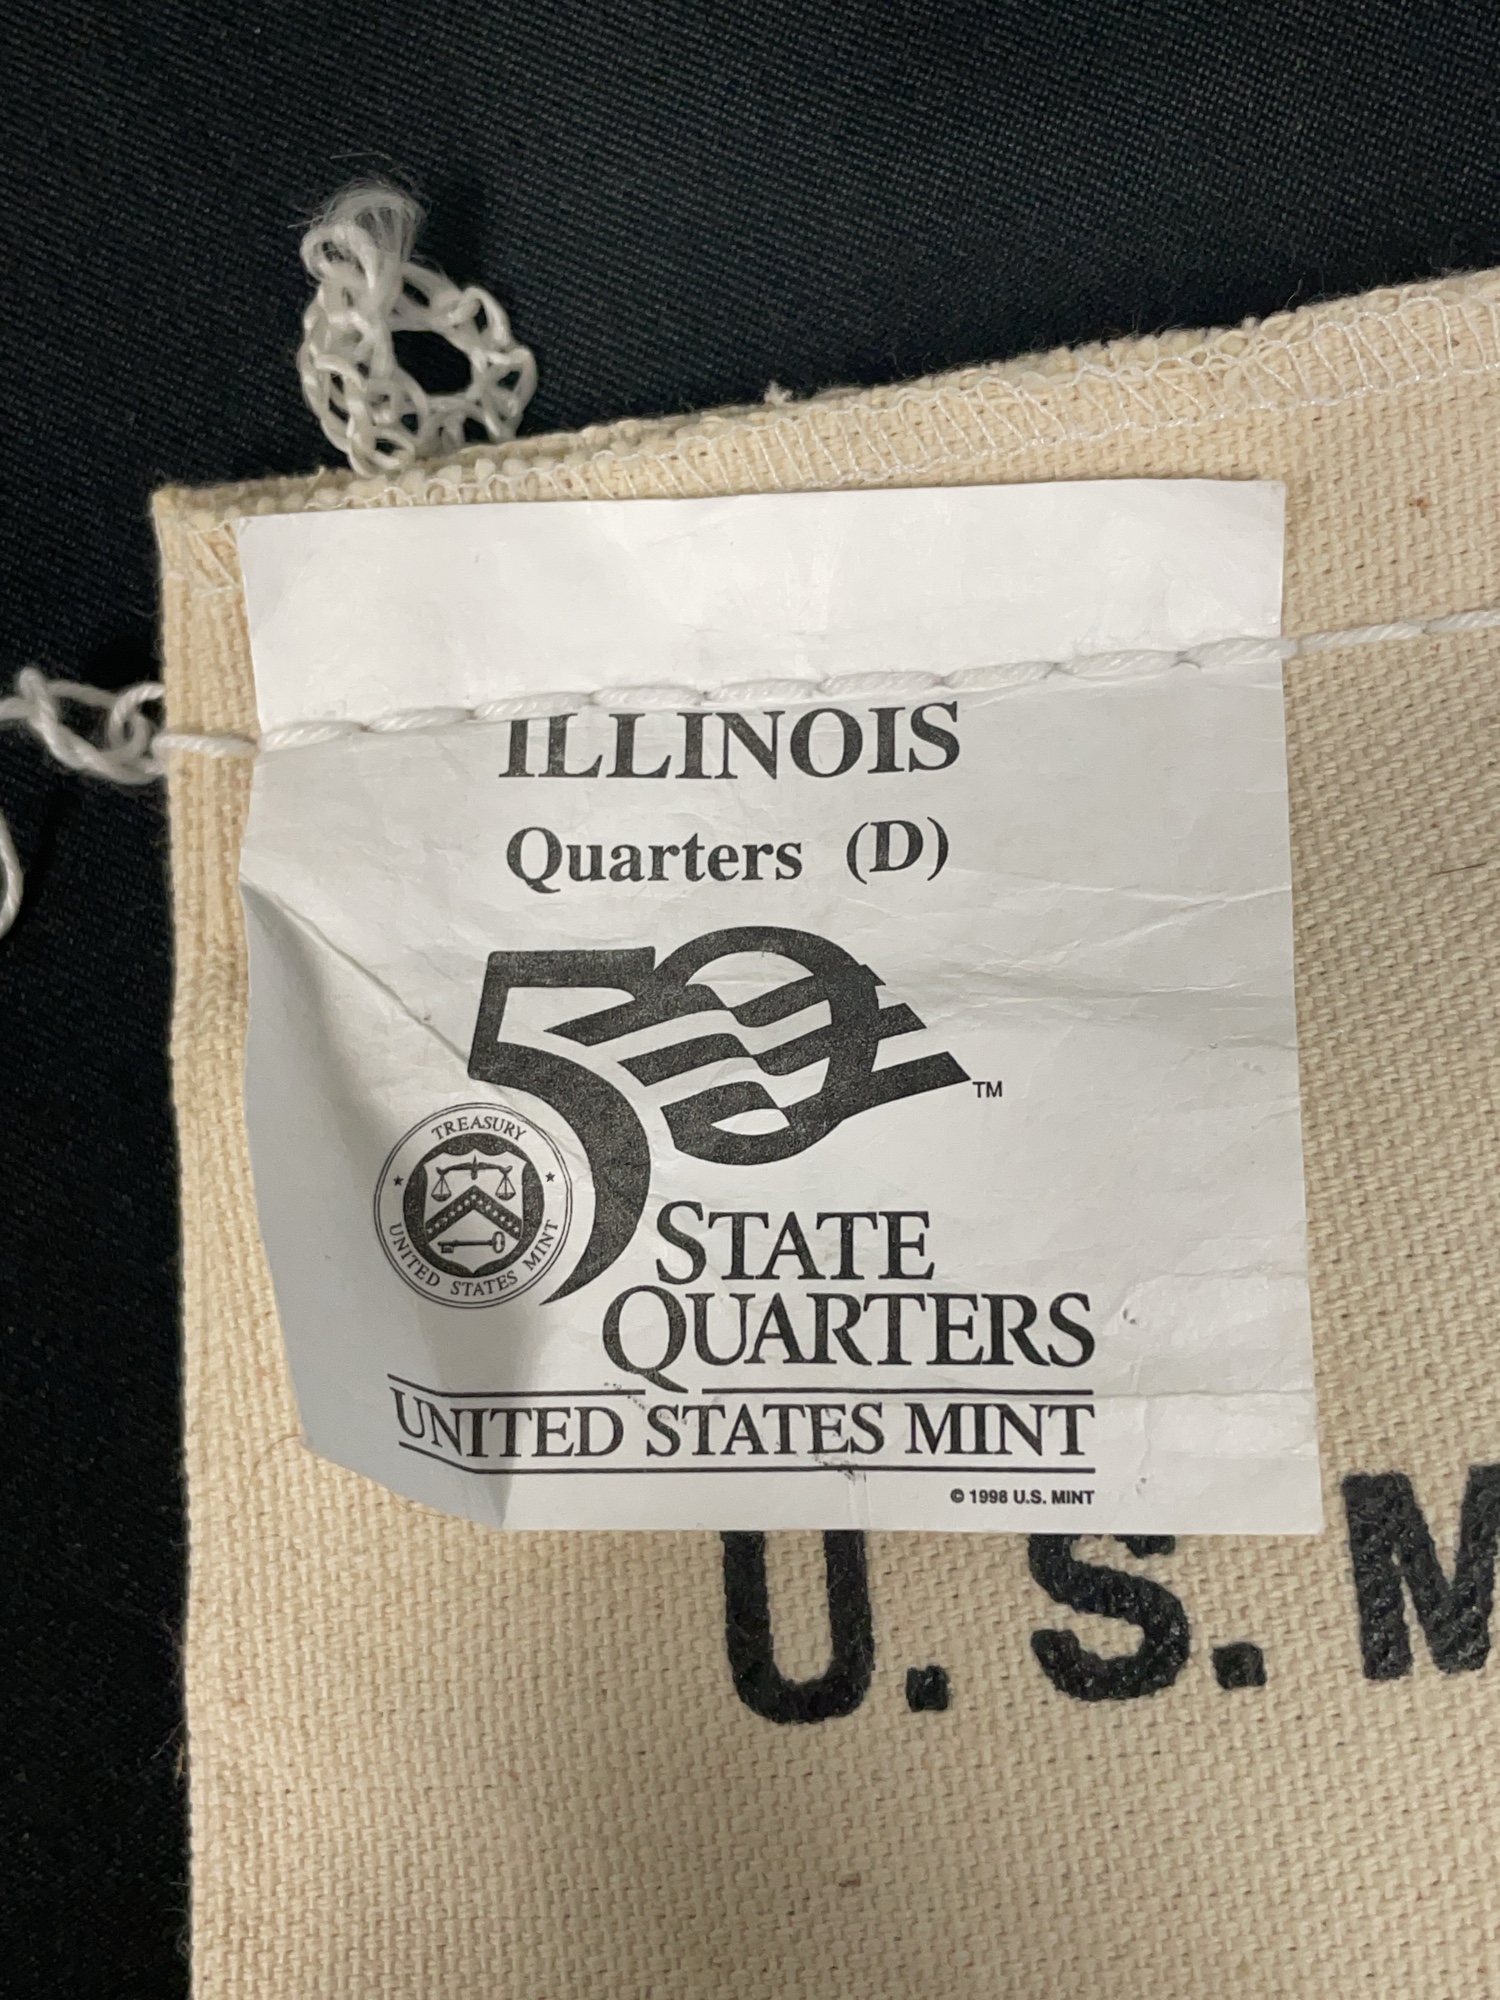 ILLINOIS
Quarters (D)
50
TM
TREASURY
UNITED STATES MINT
STATE
QUARTERS
UNITED STATES MINT
© 1998 U.S. MINT
U.S. M